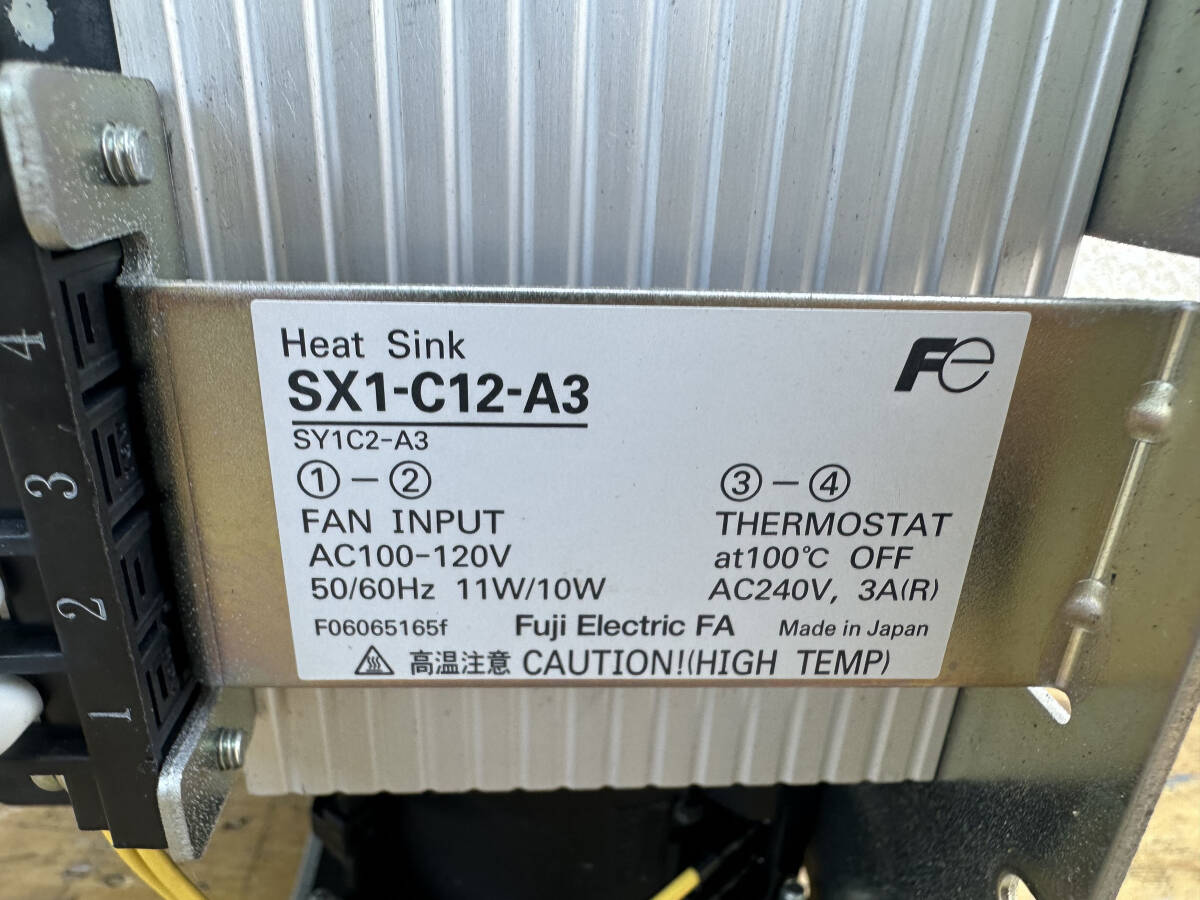 Heat Sink
SX1-C12-A3
SY1C2-A3
①-②
FAN INPUT
AC100-120V
50/60Hz 11W/10W
Fe
③-④
THERMOSTAT
at100℃ OFF
AC240V, 3A(R)
F06065165f Fuji Electric FA Made in Japan
高温注意 CAUTION!(HIGH TEMP)
4
3
2
1